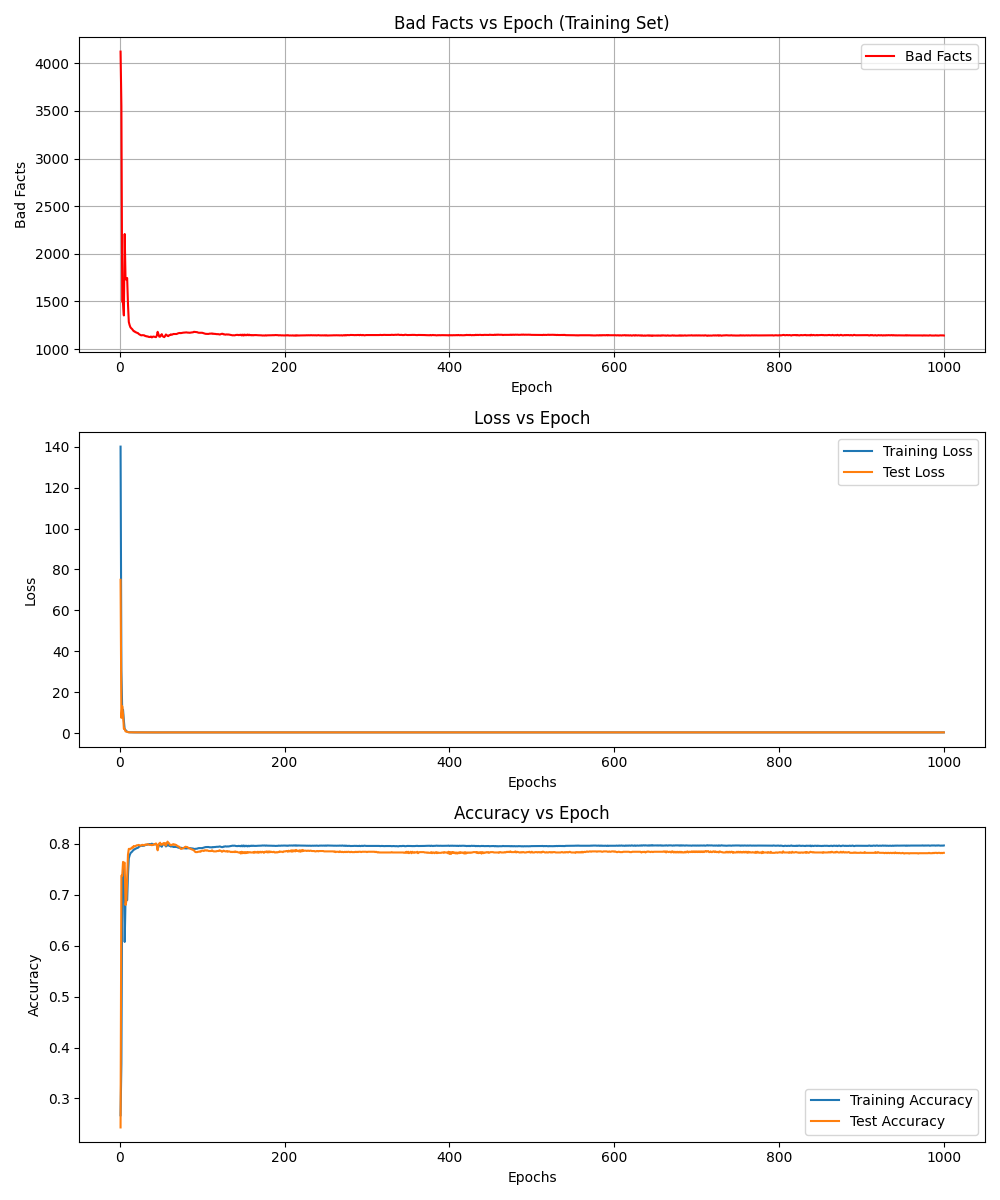 Bad Facts vs Epoch (Training Set)
Bad Facts
4000
3500
3000
2500
2000
1500
1000
Bad Facts
0 200 400 600 800 1000
Epoch
Loss vs Epoch
Training Loss
Test Loss
140
120
100
80
60
40
20
0
Loss
0 200 400 600 800 1000
Epochs
Accuracy vs Epoch
0.8
0.7
0.6
0.5
0.4
0.3
Accuracy
Training Accuracy
Test Accuracy
0 200 400 600 800 1000
Epochs